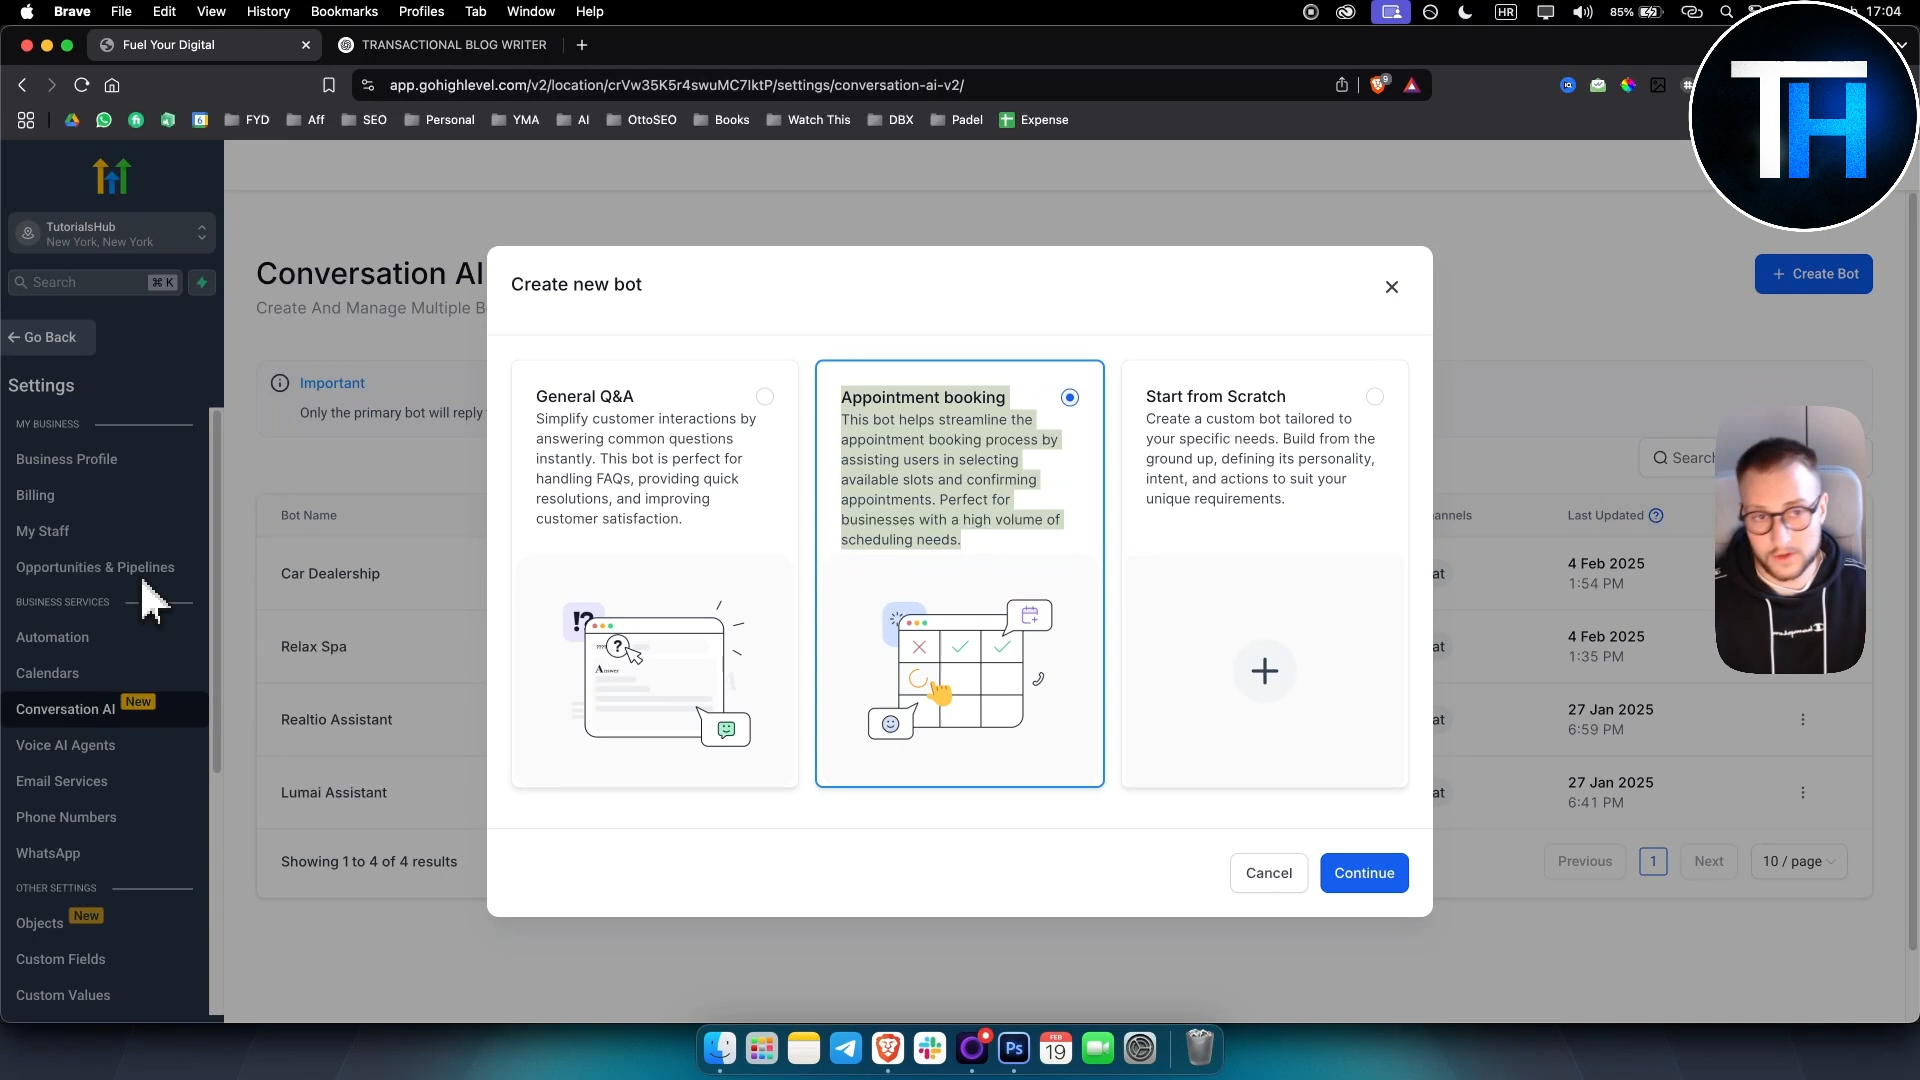 Brave File Edit View History Bookmarks Profiles Tab Window Help
HR 85% 17:04
Fuel Your Digital
TRANSACTIONAL BLOG WRITER
app.gohighlevel.com/v2/location/crVw35K5r4swuMC7IktP/settings/conversation-ai-v2/
9
FYD Aff SEO Personal YMA AI OttoSEO Books Watch This DBX Padel Expense
TH
TutorialsHub
New York, New York
Search ⌘ K
Go Back
Settings
MY BUSINESS
Business Profile
Billing
My Staff
Opportunities & Pipelines
BUSINESS SERVICES
Automation
Calendars
Conversation AI New
Voice AI Agents
Email Services
Phone Numbers
WhatsApp
OTHER SETTINGS
Objects New
Custom Fields
Custom Values
Conversation AI
Create And Manage Multiple B
+ Create Bot
Important
Only the primary bot will reply
Search
Bot Name
annels
Last Updated
Car Dealership
at
4 Feb 2025
1:54 PM
Relax Spa
at
4 Feb 2025
1:35 PM
Realtio Assistant
at
27 Jan 2025
6:59 PM
Lumai Assistant
at
27 Jan 2025
6:41 PM
Showing 1 to 4 of 4 results
Previous 1 Next 10 / page
Create new bot
General Q&A
Simplify customer interactions by
answering common questions
instantly. This bot is perfect for
handling FAQs, providing quick
resolutions, and improving
customer satisfaction.
!?
?
Answer
Appointment booking
This bot helps streamline the
appointment booking process by
assisting users in selecting
available slots and confirming
appointments. Perfect for
businesses with a high volume of
scheduling needs.
Start from Scratch
Create a custom bot tailored to
your specific needs. Build from the
ground up, defining its personality,
intent, and actions to suit your
unique requirements.
Cancel
Continue
Ps
FEB
19